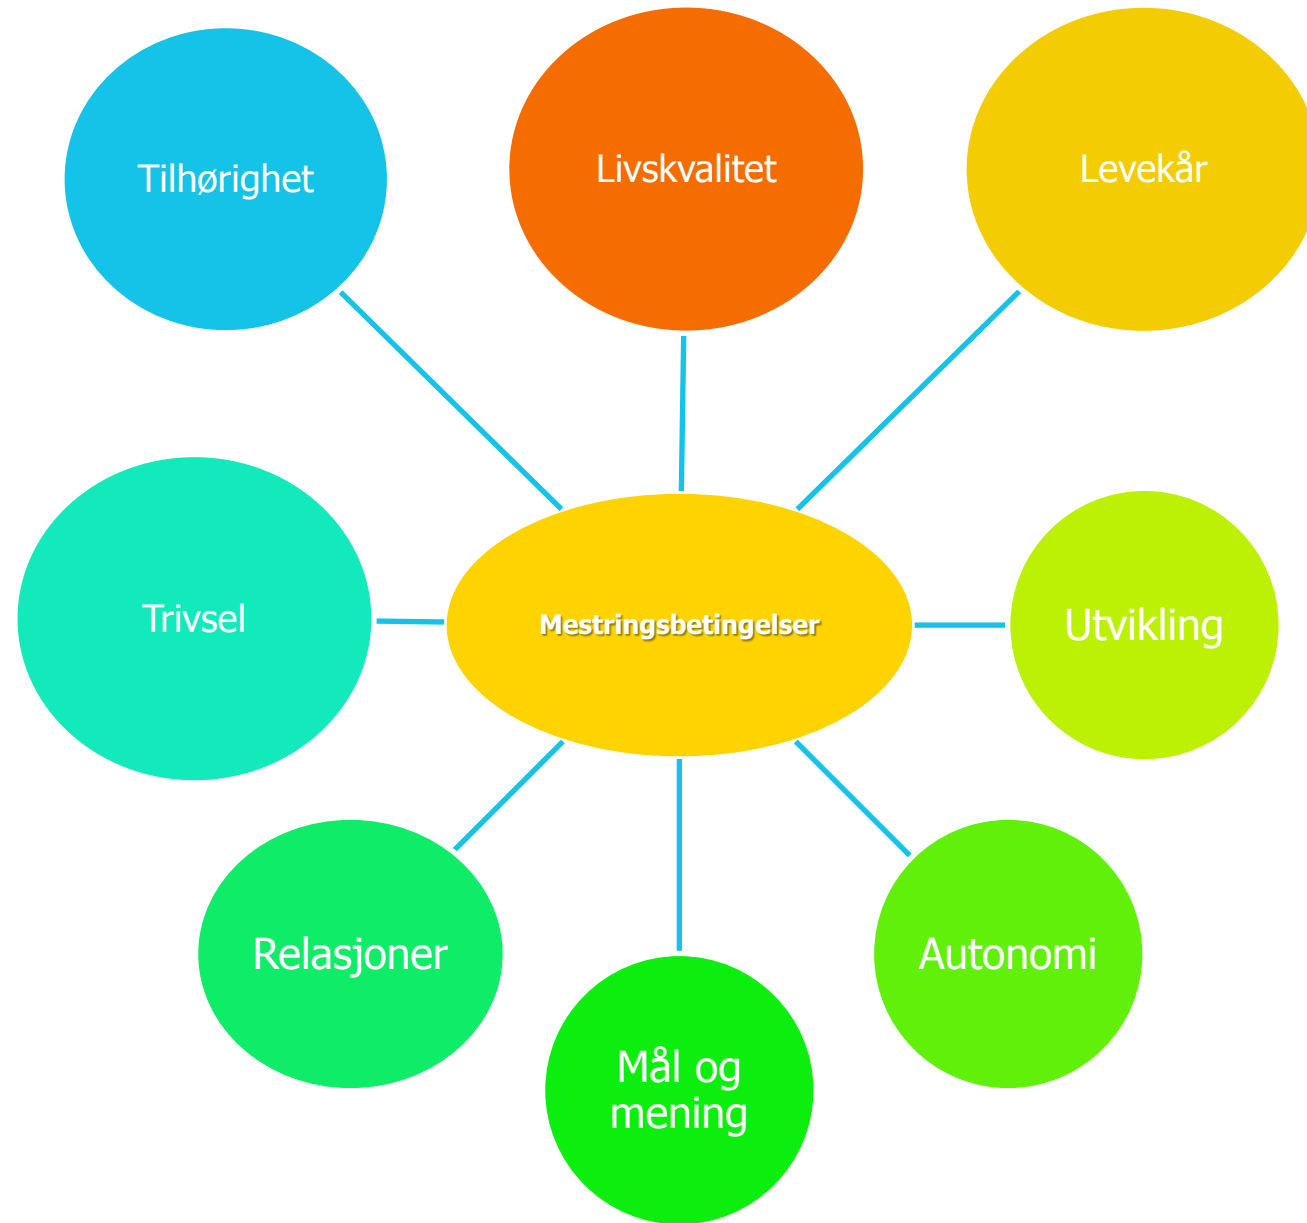 Tilhørighet
Livskvalitet
Levekår
Trivsel
Mestringsbetingelser
Utvikling
Relasjoner
Autonomi
Mål og
mening